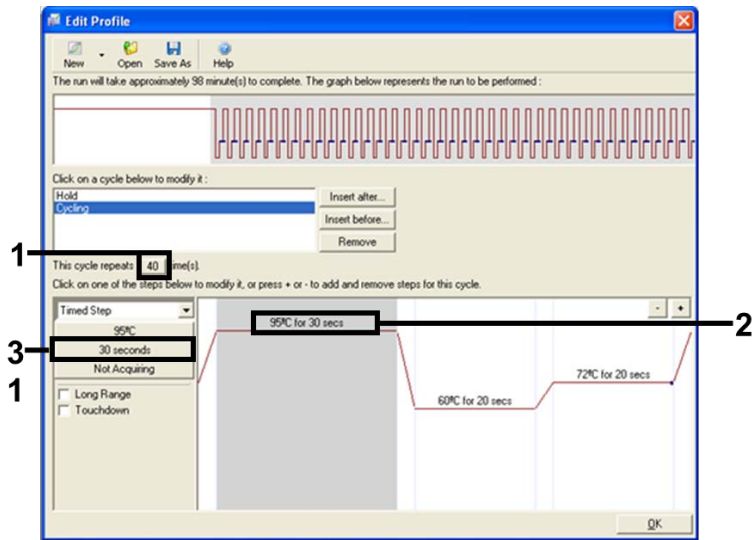 Edit Profile
New Open Save As Help
The run will take approximately 98 minute(s) to complete. The graph below represents the run to be performed :
Click on a cycle below to modify it :
Hold
Cycling
Insert after...
Insert before...
Remove
1
This cycle repeats 40 time(s).
Click on one of the steps below to modify it, or press + or - to add and remove steps for this cycle.
Timed Step
- +
95ºC
95ºC for 30 secs
2
3
30 seconds
Not Acquiring
72ºC for 20 secs
1
Long Range
60ºC for 20 secs
Touchdown
OK